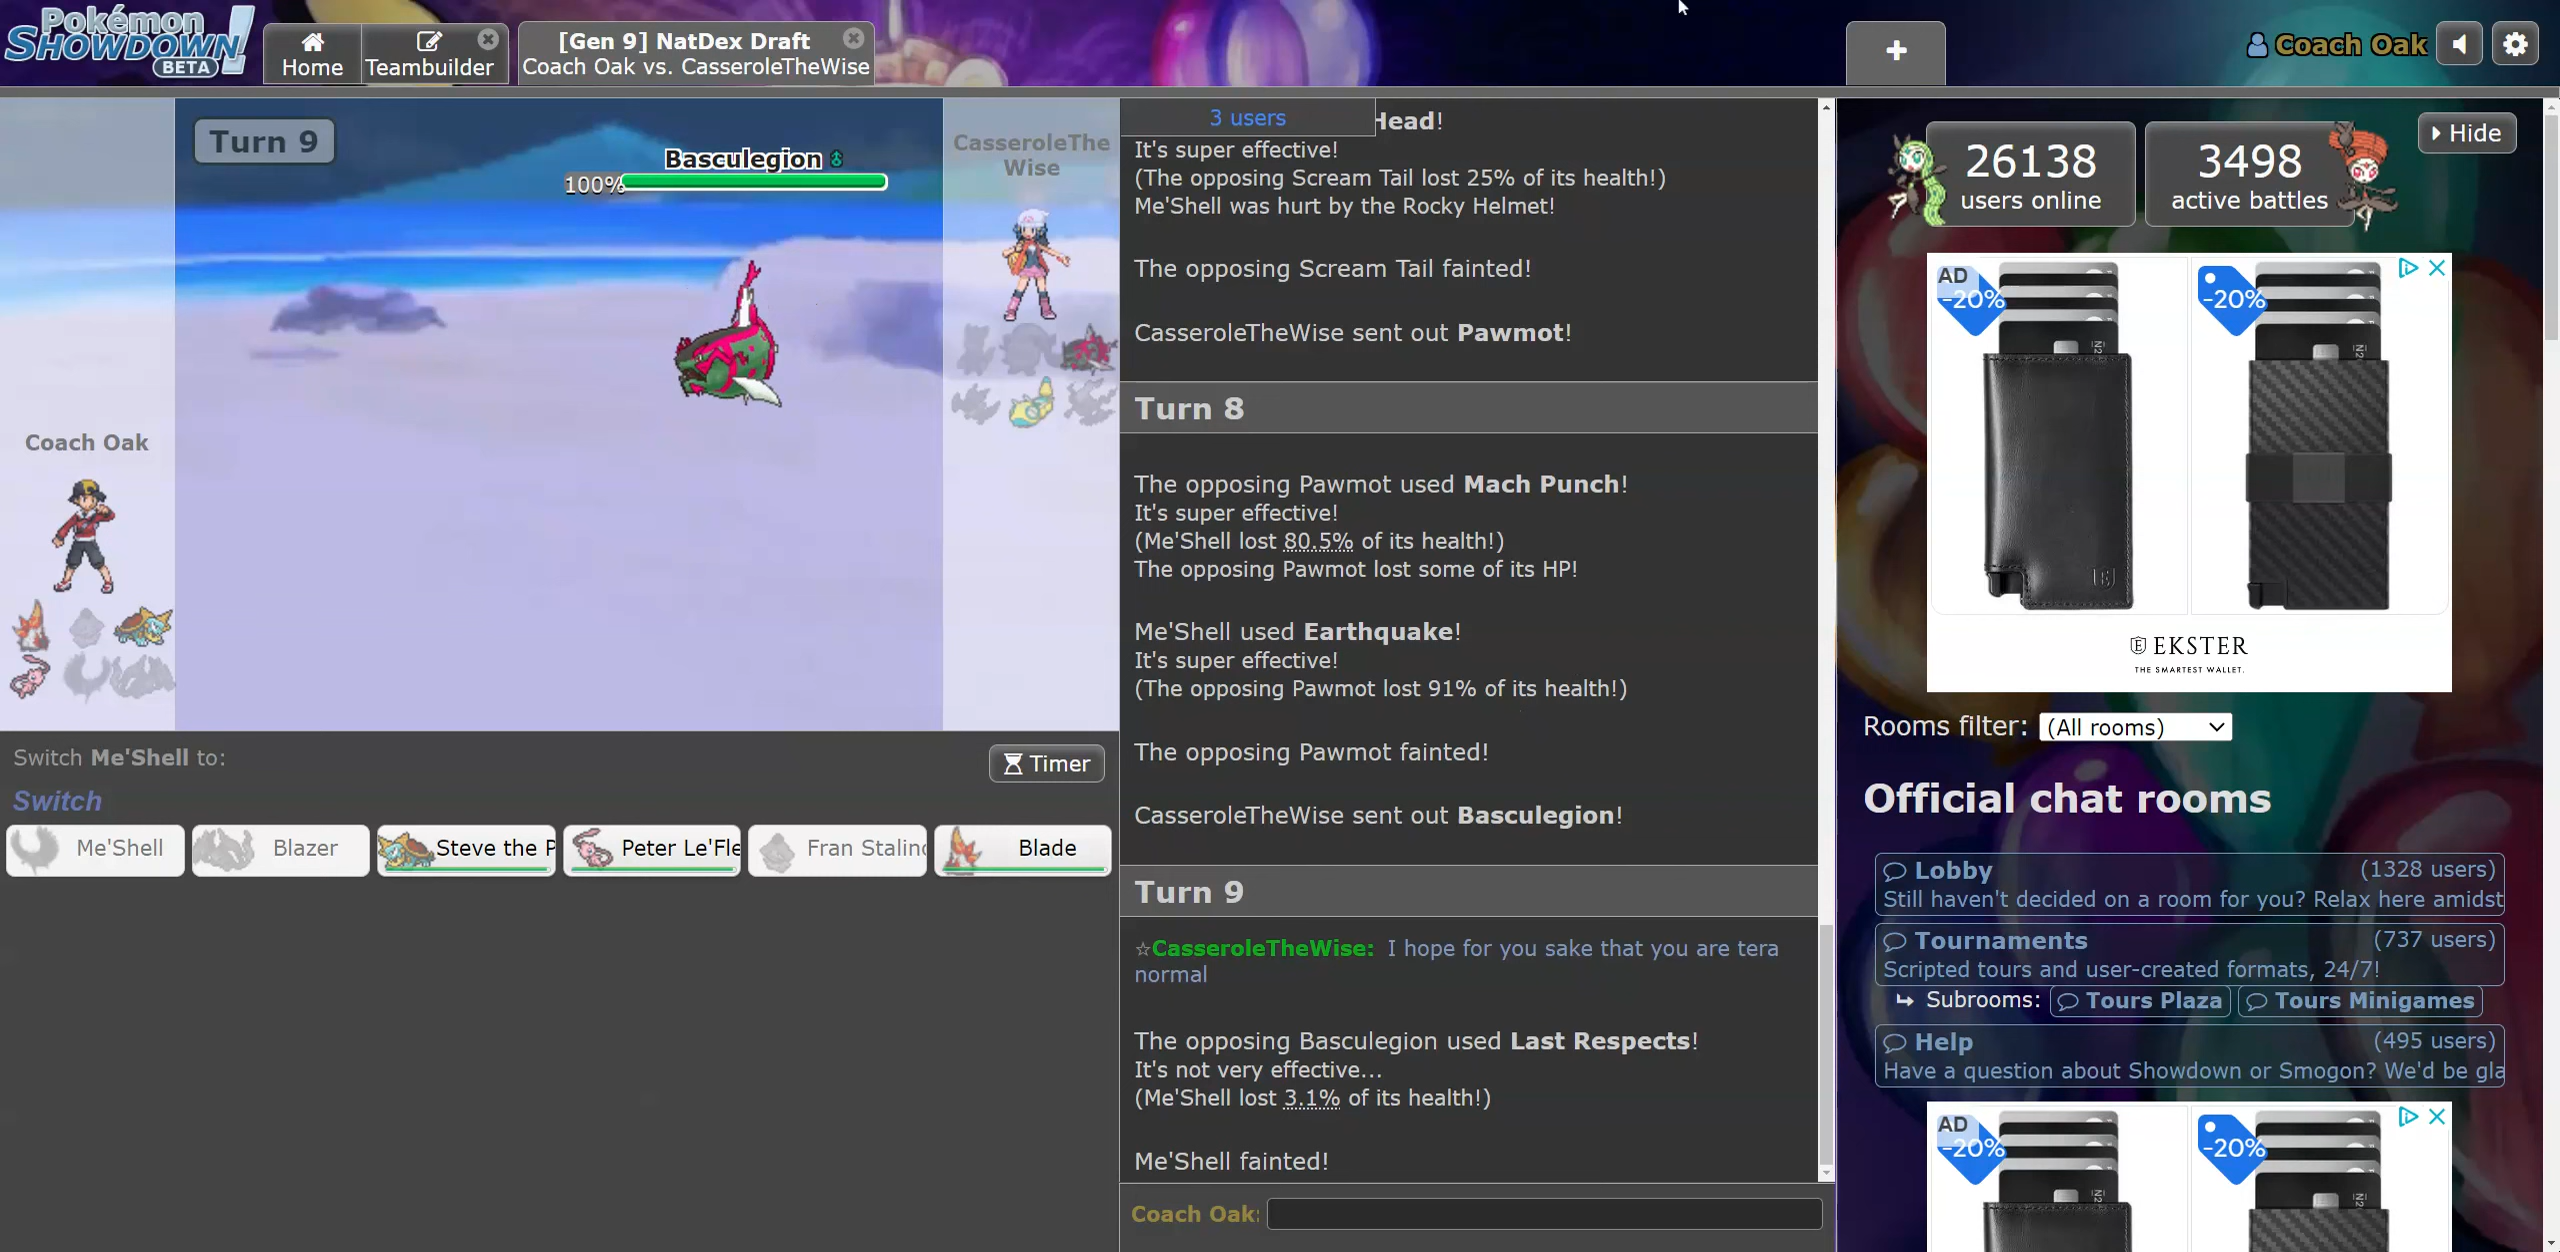 Pokémon
SHOWDOWN!
BETA
Home
Teambuilder
[Gen 9] NatDex Draft
Coach Oak vs. CasseroleTheWise
+
Coach Oak
Turn 9
Basculegion
100%
CasseroleThe
Wise
Coach Oak
Switch Me'Shell to:
Timer
Switch
Me'Shell
Blazer
Steve the P
Peter Le'Fle
Fran Stalin
Blade
3 users
Head!
It's super effective!
(The opposing Scream Tail lost 25% of its health!)
Me'Shell was hurt by the Rocky Helmet!
The opposing Scream Tail fainted!
CasseroleTheWise sent out Pawmot!
Turn 8
The opposing Pawmot used Mach Punch!
It's super effective!
(Me'Shell lost 80.5% of its health!)
The opposing Pawmot lost some of its HP!
Me'Shell used Earthquake!
It's super effective!
(The opposing Pawmot lost 91% of its health!)
The opposing Pawmot fainted!
CasseroleTheWise sent out Basculegion!
Turn 9
☆CasseroleTheWise: I hope for you sake that you are tera
normal
The opposing Basculegion used Last Respects!
It's not very effective...
(Me'Shell lost 3.1% of its health!)
Me'Shell fainted!
Coach Oak:
26138
users online
3498
active battles
Hide
AD
-20%
-20%
EKSTER
THE SMARTEST WALLET.
Rooms filter: (All rooms)
Official chat rooms
Lobby (1328 users)
Still haven't decided on a room for you? Relax here amidst
Tournaments (737 users)
Scripted tours and user-created formats, 24/7!
Subrooms: Tours Plaza Tours Minigames
Help (495 users)
Have a question about Showdown or Smogon? We'd be gla
AD
-20%
-20%